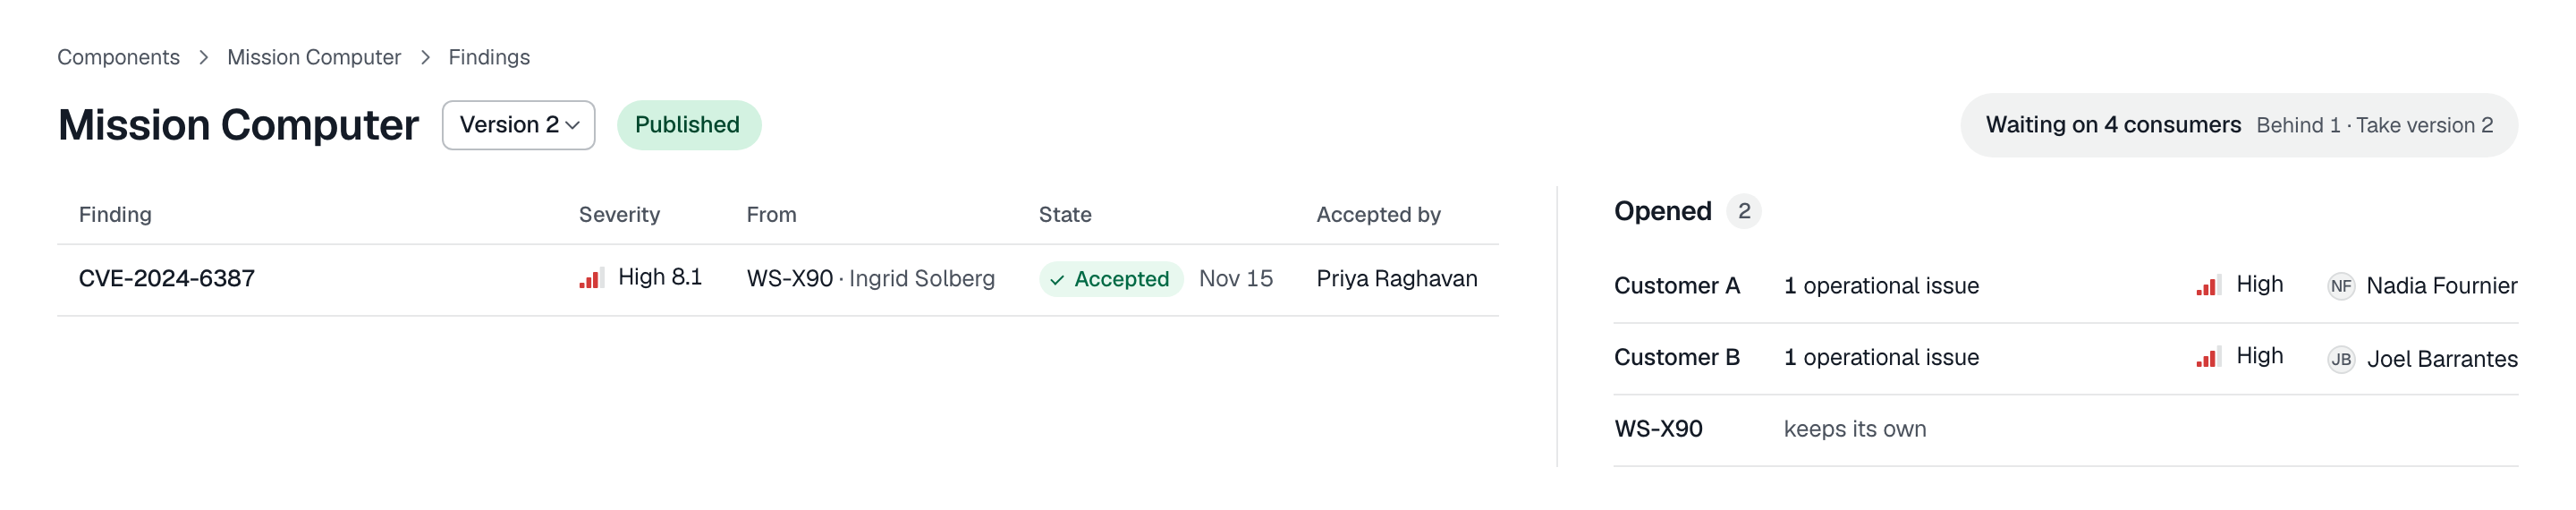 Components > Mission Computer > Findings
Mission Computer Version 2 Published
Waiting on 4 consumers Behind 1 · Take version 2
Finding Severity From State Accepted by
CVE-2024-6387 High 8.1 WS-X90 · Ingrid Solberg Accepted Nov 15 Priya Raghavan
Opened 2
Customer A 1 operational issue High NF Nadia Fournier
Customer B 1 operational issue High JB Joel Barrantes
WS-X90 keeps its own